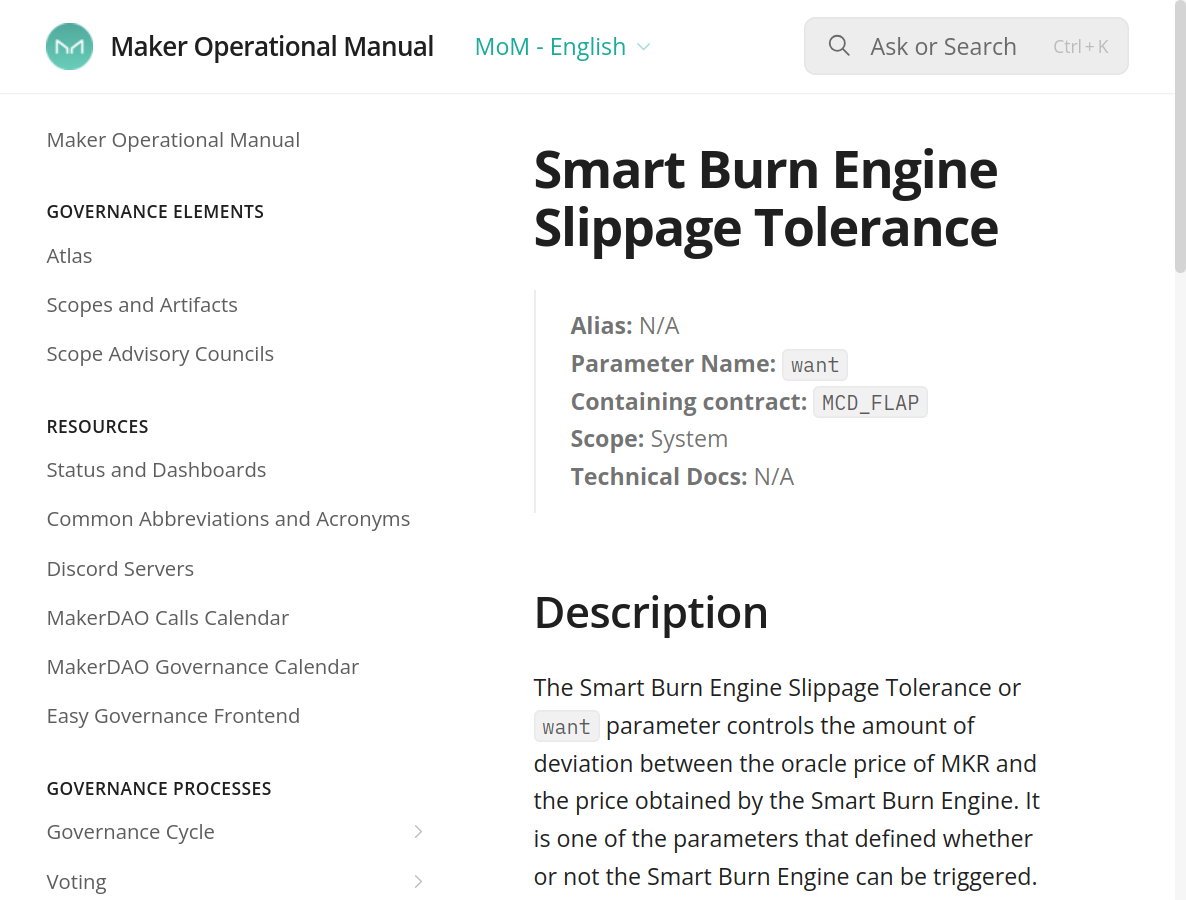 Maker Operational Manual
MoM - English
Ask or Search
Ctrl + K
Maker Operational Manual
GOVERNANCE ELEMENTS
Atlas
Scopes and Artifacts
Scope Advisory Councils
RESOURCES
Status and Dashboards
Common Abbreviations and Acronyms
Discord Servers
MakerDAO Calls Calendar
MakerDAO Governance Calendar
Easy Governance Frontend
GOVERNANCE PROCESSES
Governance Cycle
Voting
Smart Burn Engine
Slippage Tolerance
Alias: N/A
Parameter Name: want
Containing contract: MCD_FLAP
Scope: System
Technical Docs: N/A
Description
The Smart Burn Engine Slippage Tolerance or
want parameter controls the amount of
deviation between the oracle price of MKR and
the price obtained by the Smart Burn Engine. It
is one of the parameters that defined whether
or not the Smart Burn Engine can be triggered.